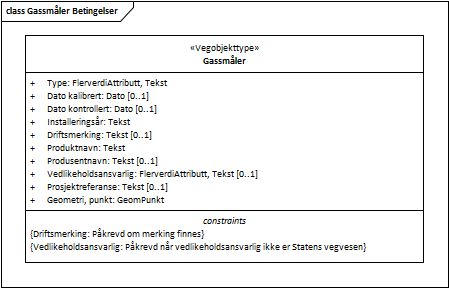 class Gassmåler Betingelser
«Vegobjekttype»
Gassmåler
+ Type: FlerverdiAttributt, Tekst
+ Dato kalibrert: Dato [0..1]
+ Dato kontrollert: Dato [0..1]
+ Installeringsår: Tekst
+ Driftsmerking: Tekst [0..1]
+ Produktnavn: Tekst
+ Produsentnavn: Tekst [0..1]
+ Vedlikeholdsansvarlig: FlerverdiAttributt, Tekst [0..1]
+ Prosjektreferanse: Tekst [0..1]
+ Geometri, punkt: GeomPunkt
constraints
{Driftsmerking: Påkrevd om merking finnes}
{Vedlikeholdsansvarlig: Påkrevd når vedlikeholdsansvarlig ikke er Statens vegvesen}